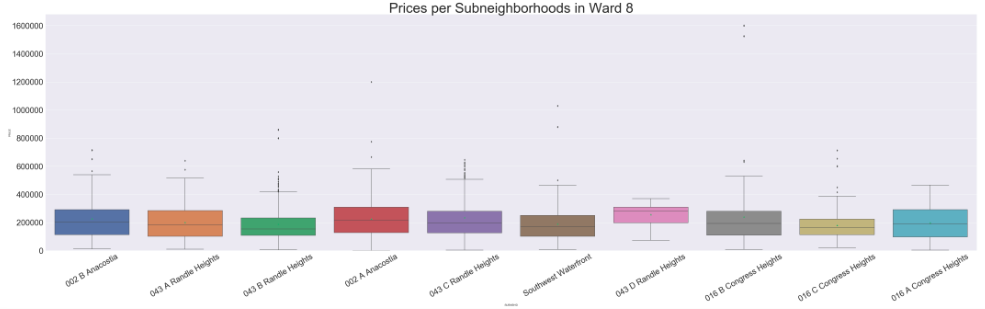 Prices per Subneighborhoods in Ward 8
1600000
1400000
1200000
1000000
800000
600000
400000
200000
0
002 B Anacostia
043 A Randle Heights
043 B Randle Heights
002 A Anacostia
043 C Randle Heights
Southwest Waterfront
043 D Randle Heights
016 B Congress Heights
016 C Congress Heights
016 A Congress Heights